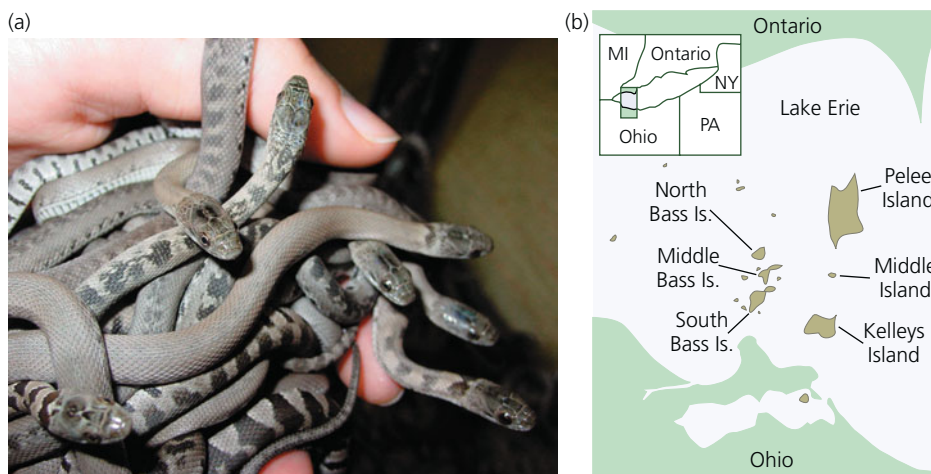 (a)
(b)
Ontario
MI
Ontario
NY
PA
Ohio
Lake Erie
Pelee
Island
North
Bass Is.
Middle
Bass Is.
Middle
Island
South
Bass Is.
Kelleys
Island
Ohio